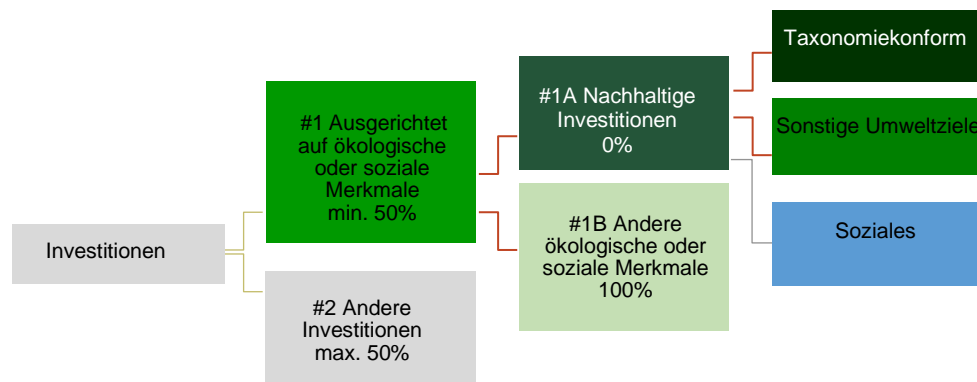 Investitionen
#1 Ausgerichtet
auf ökologische
oder soziale
Merkmale
min. 50%
#2 Andere
Investitionen
max. 50%
#1A Nachhaltige
Investitionen
0%
#1B Andere
ökologische oder
soziale Merkmale
100%
Taxonomiekonform
Sonstige Umweltziele
Soziales